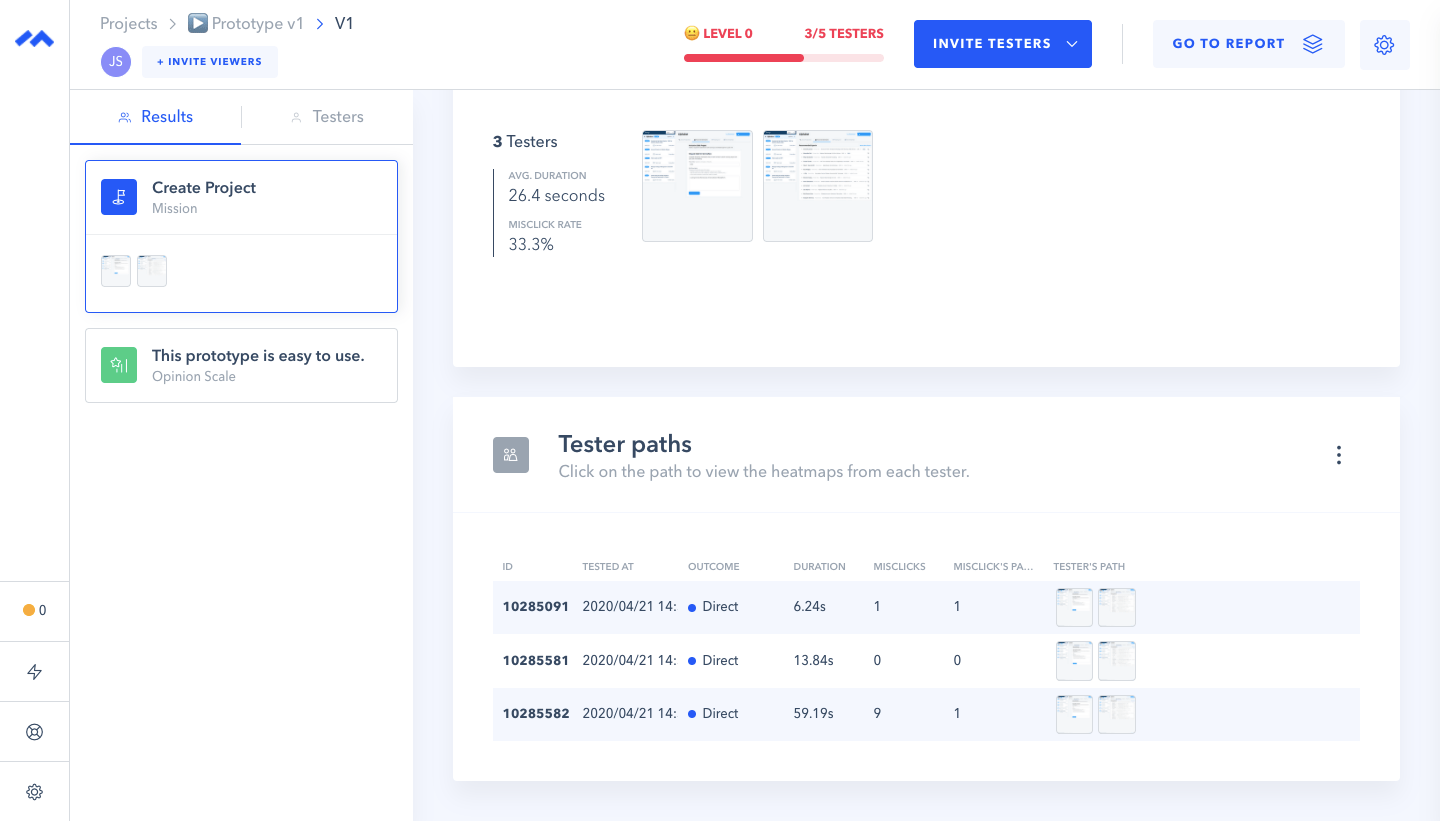 Projects > Prototype v1 > V1
JS
+ INVITE VIEWERS
LEVEL 0
3/5 TESTERS
INVITE TESTERS
GO TO REPORT
Results
Testers
Create Project
Mission
This prototype is easy to use.
Opinion Scale
0
3 Testers
AVG. DURATION
26.4 seconds
MISCLICK RATE
33.3%
Tester paths
Click on the path to view the heatmaps from each tester.
ID TESTED AT OUTCOME DURATION MISCLICKS MISCLICK'S PA... TESTER'S PATH
10285091 2020/04/21 14: Direct 6.24s 1 1
10285581 2020/04/21 14: Direct 13.84s 0 0
10285582 2020/04/21 14: Direct 59.19s 9 1